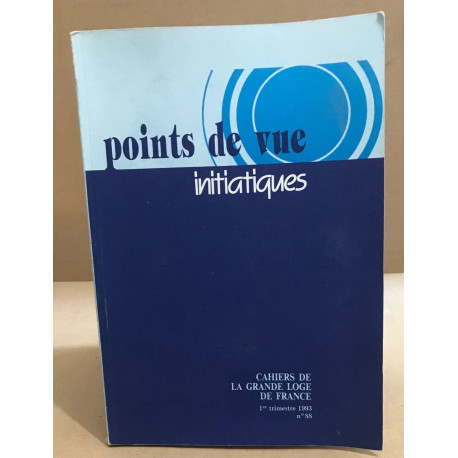 points de vue
initiatiques
CAHIERS DE
LA GRANDE LOGE
DE FRANCE
1er trimestre 1993
n° 88